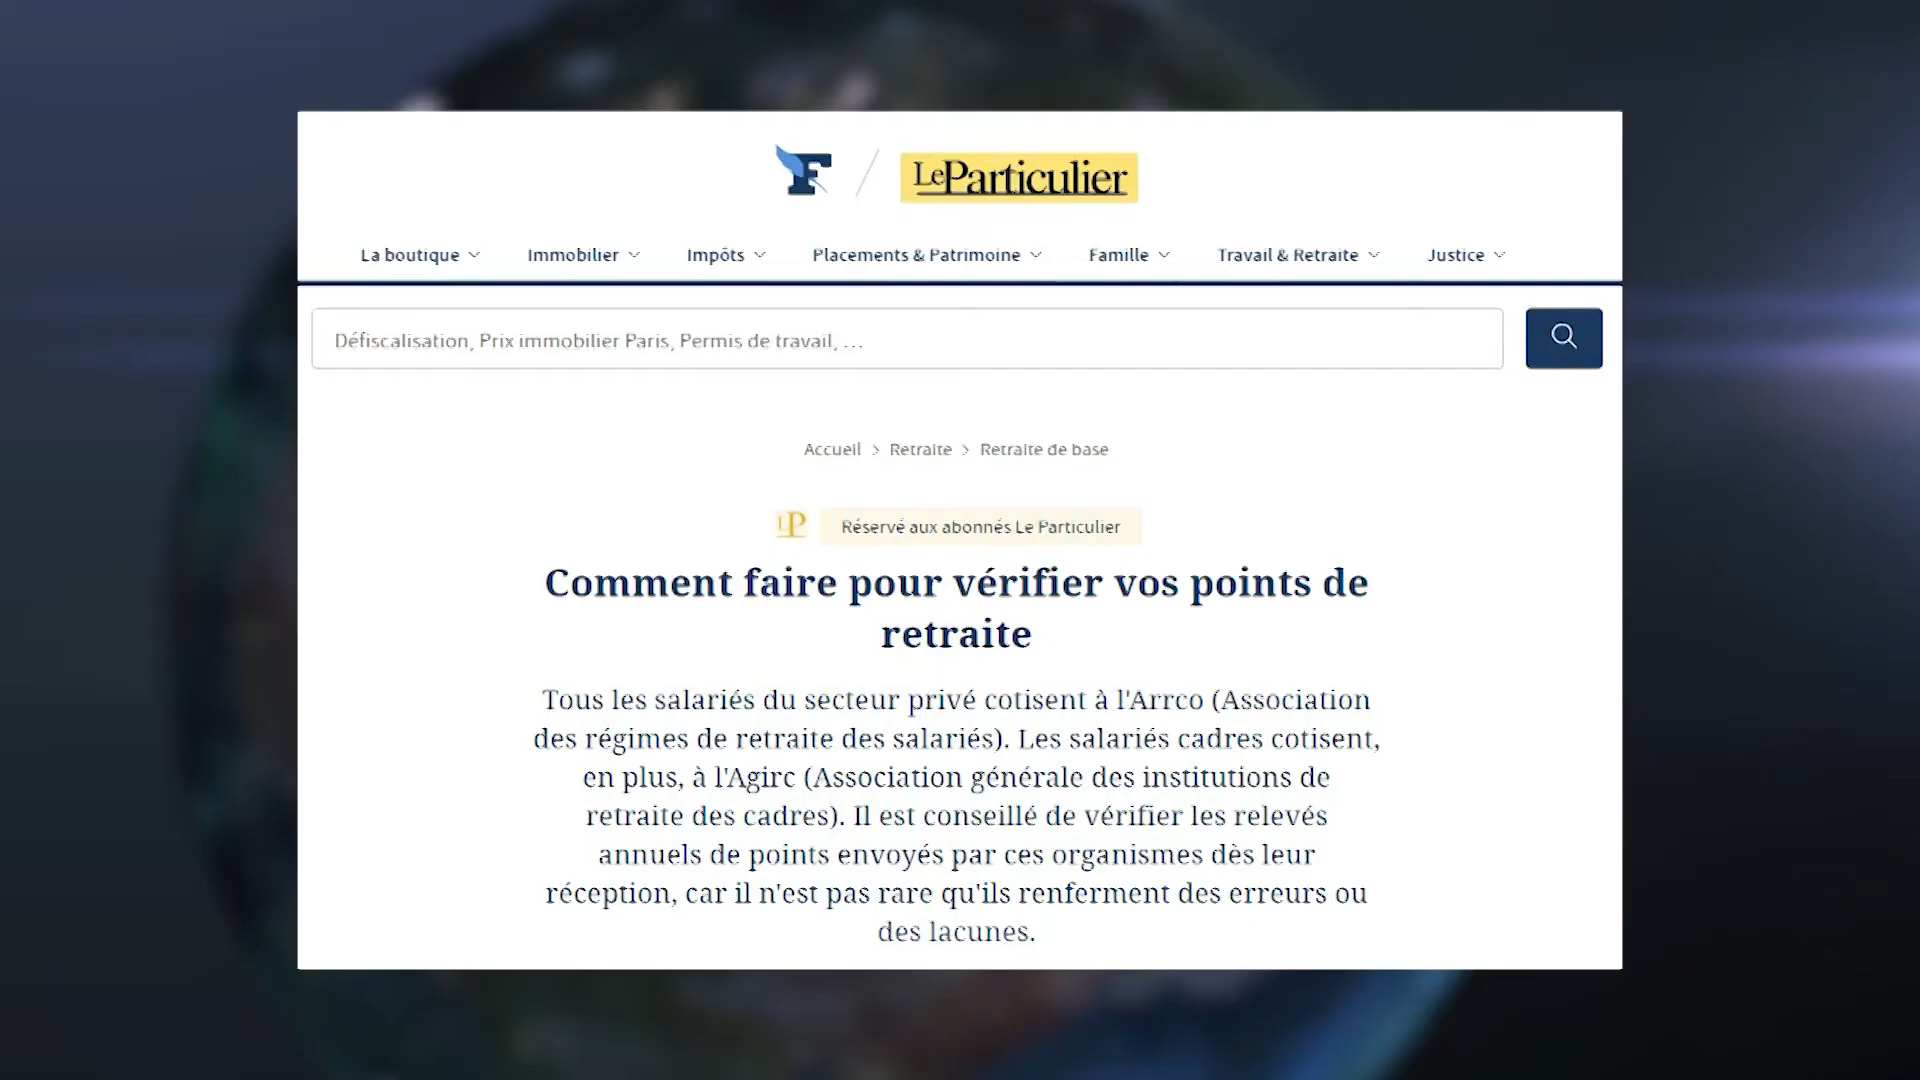 F / Le Particulier
La boutique Immobilier Impôts Placements & Patrimoine Famille Travail & Retraite Justice
Défiscalisation, Prix immobilier Paris, Permis de travail, ...
Accueil > Retraite > Retraite de base
LP Réservé aux abonnés Le Particulier
Comment faire pour vérifier vos points de
retraite
Tous les salariés du secteur privé cotisent à l'Arrco (Association
des régimes de retraite des salariés). Les salariés cadres cotisent,
en plus, à l'Agirc (Association générale des institutions de
retraite des cadres). Il est conseillé de vérifier les relevés
annuels de points envoyés par ces organismes dès leur
réception, car il n'est pas rare qu'ils renferment des erreurs ou
des lacunes.